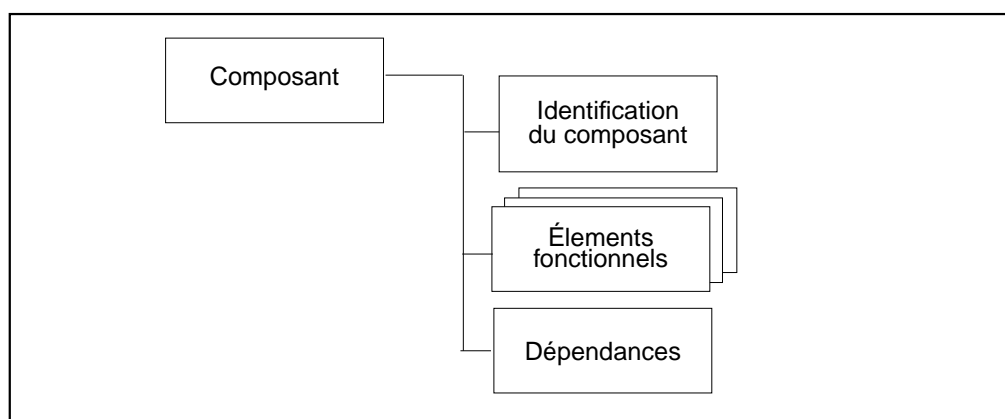 Composant
Identification
du composant
Élements
fonctionnels
Dépendances